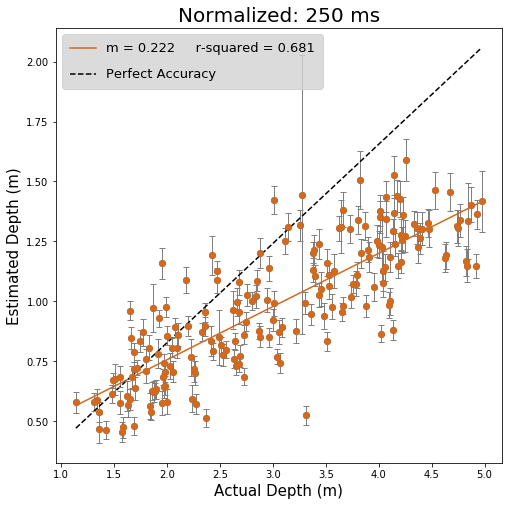 Normalized: 250 ms
m = 0.222 r-squared = 0.681
Perfect Accuracy
Estimated Depth (m)
2.00
1.75
1.50
1.25
1.00
0.75
0.50
1.0 1.5 2.0 2.5 3.0 3.5 4.0 4.5 5.0
Actual Depth (m)